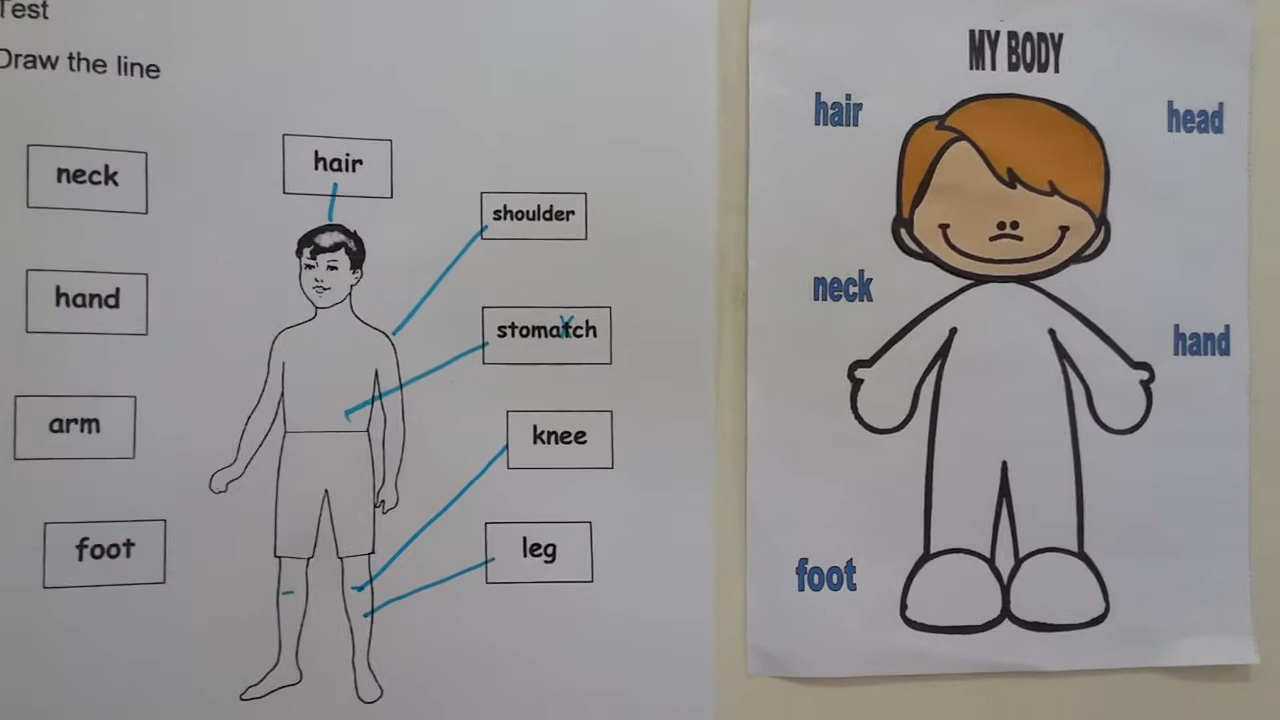 Test
Draw the line
neck
hair
shoulder
hand
stomatch
arm
knee
foot
leg
MY BODY
hair
head
neck
hand
foot